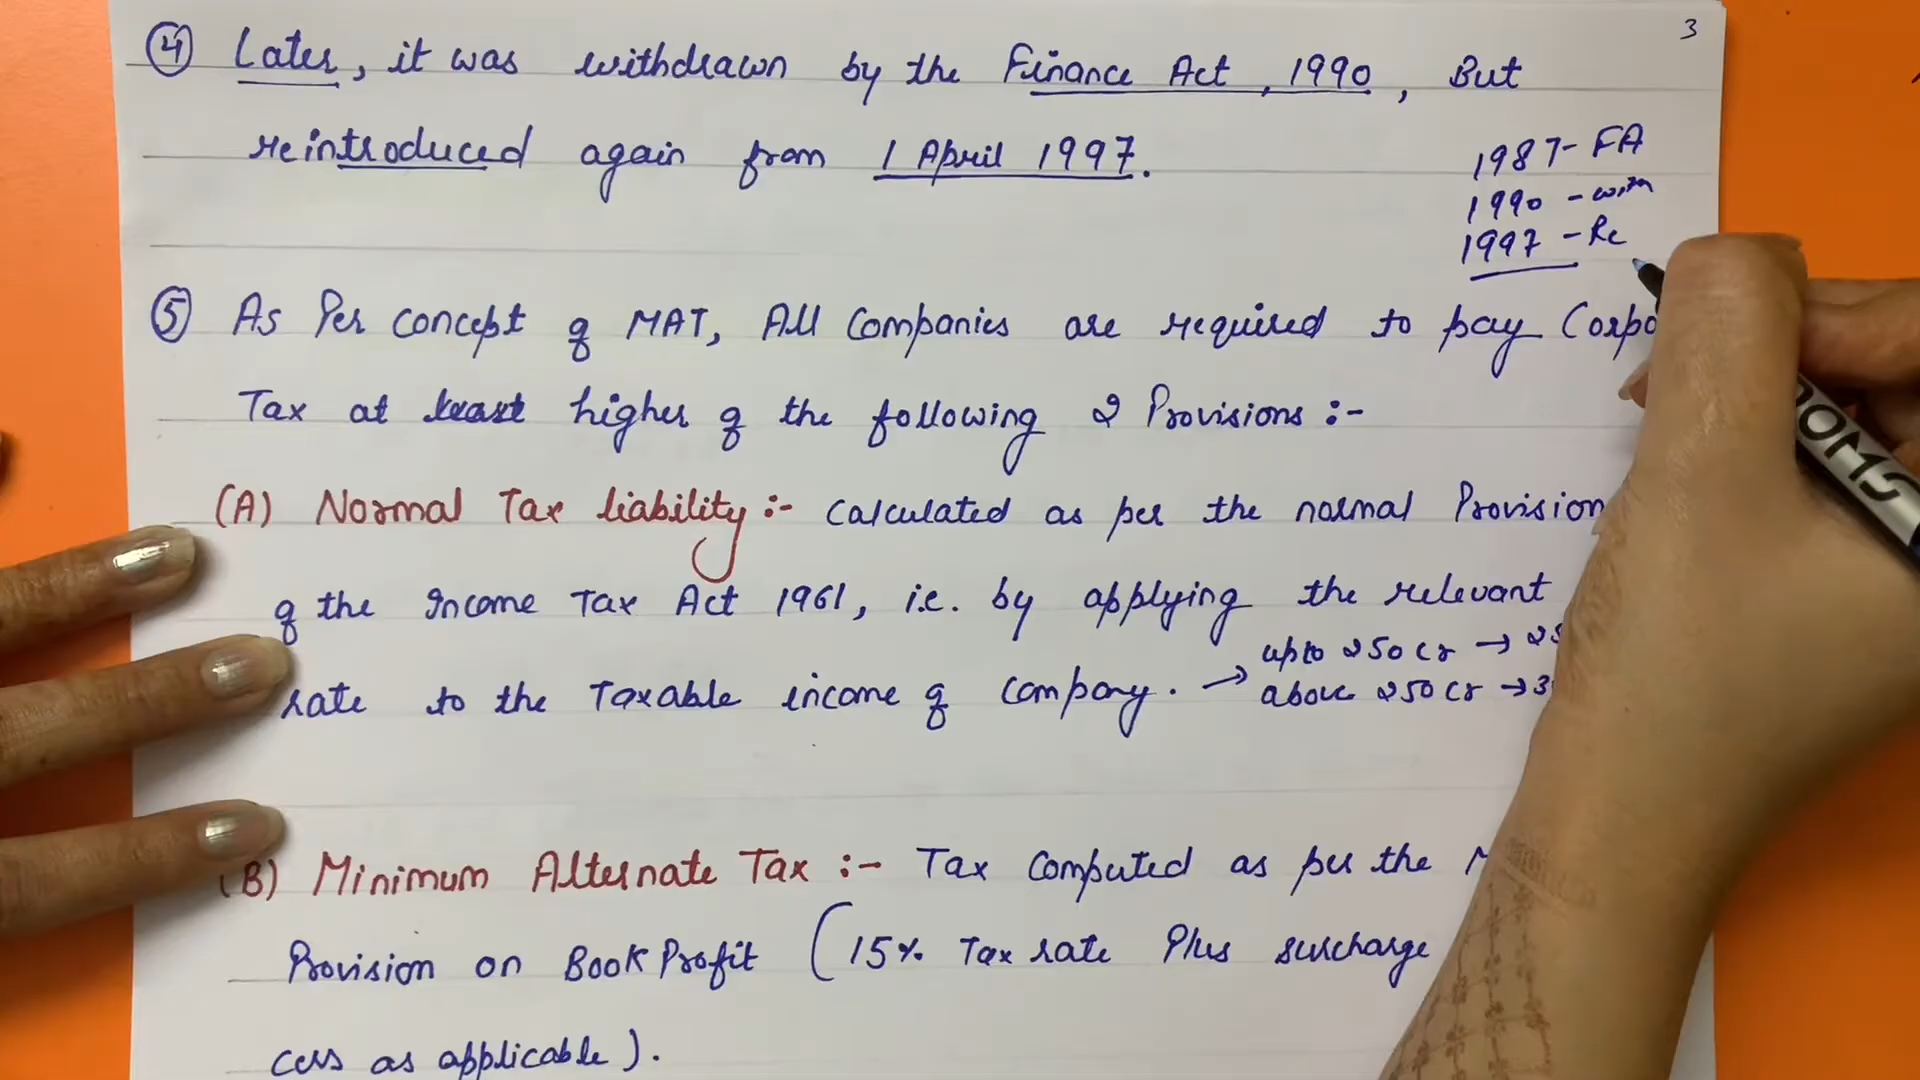 3
④ Later, it was withdrawn by the Finance Act, 1990, But
reintroduced again from 1 April 1997.
1987- FA
1990 - with
1997 - Re
⑤ As Per concept of MAT, All Companies are required to pay Corpo
Tax at least higher of the following 2 Provisions :-
(A) Normal Tax liability :- Calculated as per the normal Provision
of the Income Tax Act 1961, i.e. by applying the relevant
rate to the Taxable income of Company. →
upto 250 Cr → 25
above 250 Cr → 3
(B) Minimum Alternate Tax :- Tax Computed as per the M
Provision on Book Profit (15% Tax rate Plus surcharge
cess as applicable).
OMS